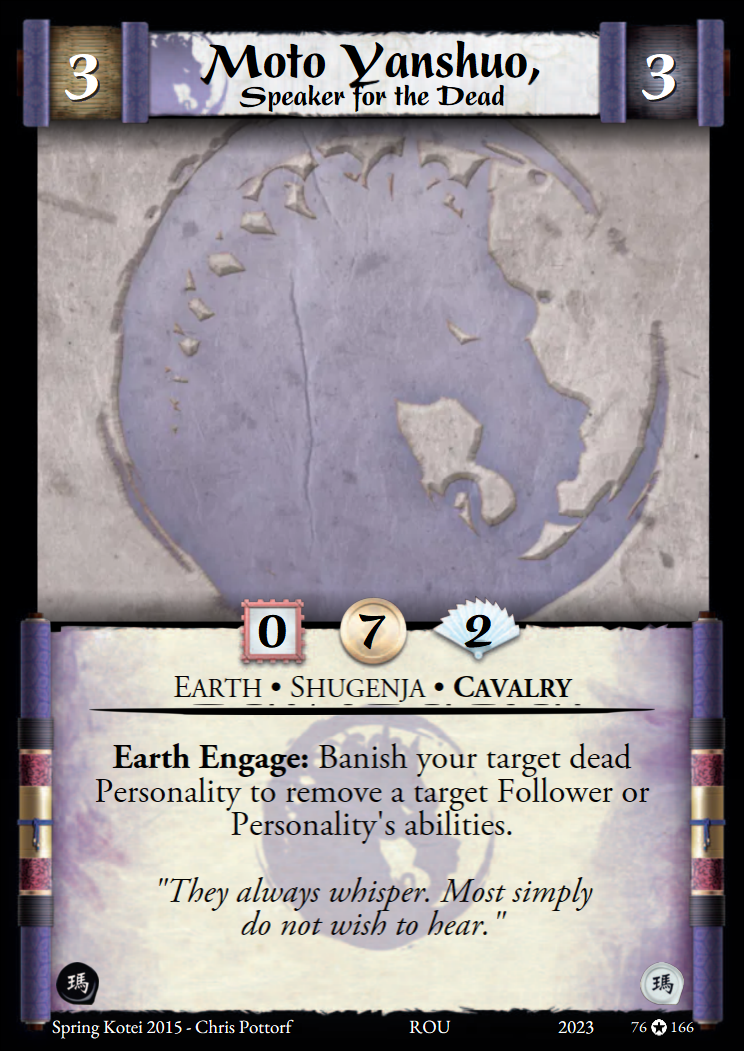 3
Moto Yanshuo,
3
Speaker for the Dead
0
7
2
EARTH • SHUGENJA • CAVALRY
Earth Engage: Banish your target dead
Personality to remove a target Follower or
Personality's abilities.
"They always whisper. Most simply
do not wish to hear."
瑪
瑪
Spring Kotei 2015 - Chris Pottorf
ROU
2023
76 ✪ 166